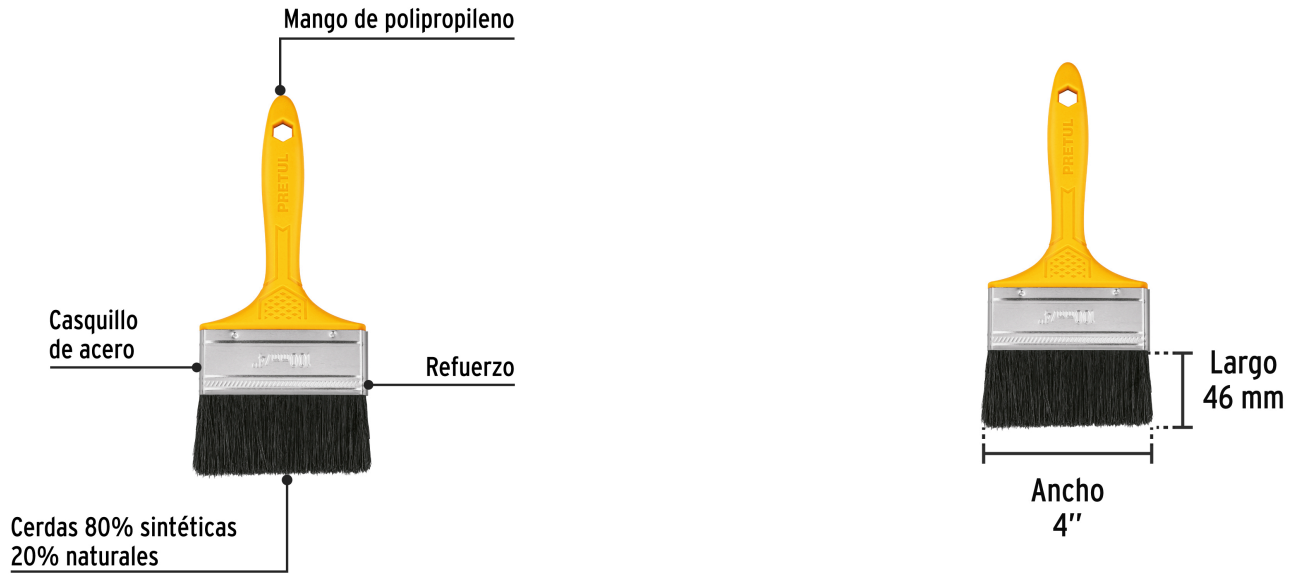 Mango de polipropileno
PRETUL
Casquillo
de acero
Refuerzo
Cerdas 80% sintéticas
20% naturales
PRETUL
Largo
46 mm
Ancho
4”